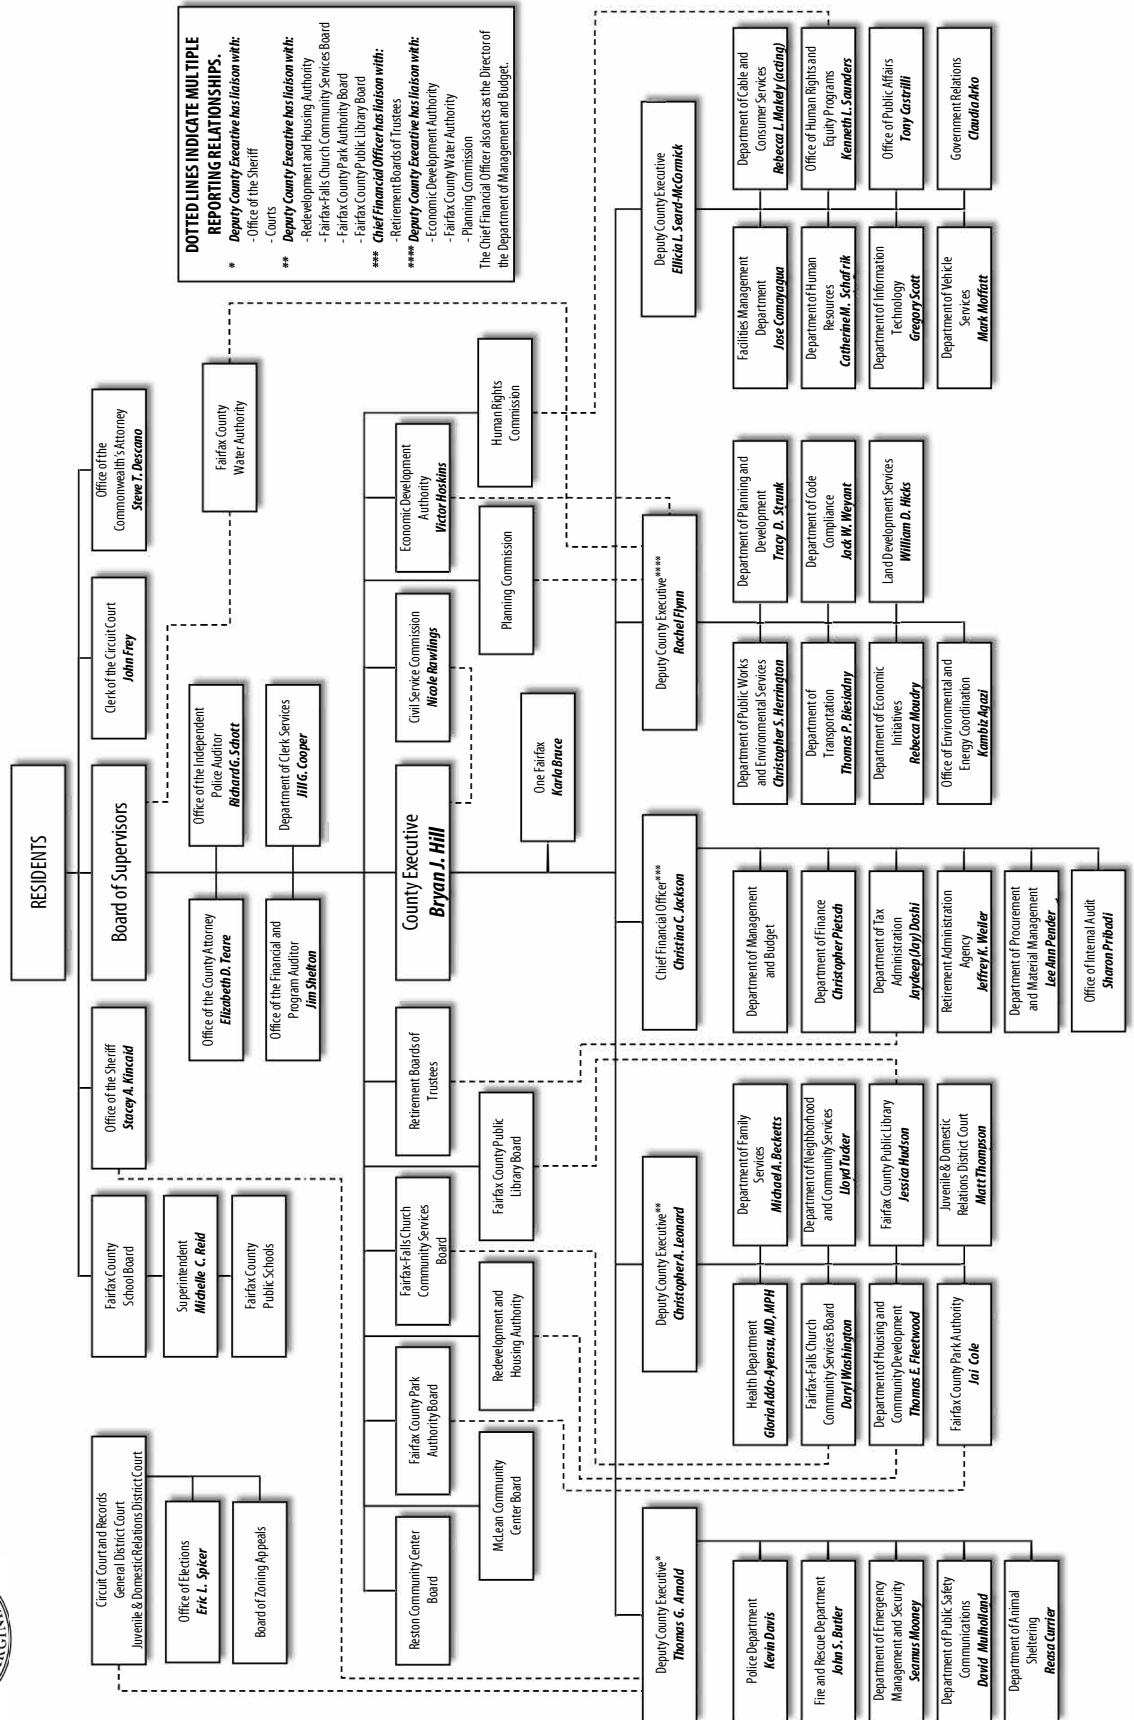 RESIDENTS
Circuit Court and Records
General District Court
Juvenile & Domestic Relations District Court
Office of Elections
Eric L. Spicer
Board of Zoning Appeals
Fairfax County
School Board
Superintendent
Michelle C. Reid
Fairfax County
Public Schools
Office of the Sheriff
Stacey A. Kincaid
Board of Supervisors
Clerk of the Circuit Court
John Frey
Office of the
Commonwealth's Attorney
Steve T. Descano
Office of the County Attorney
Elizabeth D. Teare
Office of the Independent
Police Auditor
Richard G. Schott
Office of the Financial and
Program Auditor
Jim Shelton
Department of Clerk Services
Jill G. Cooper
Fairfax County
Water Authority
DOTTED LINES INDICATE MULTIPLE
REPORTING RELATIONSHIPS.
* Deputy County Executive has liaison with:
- Office of the Sheriff
- Courts
** Deputy County Executive has liaison with:
- Redevelopment and Housing Authority
- Fairfax-Falls Church Community Services Board
- Fairfax County Park Authority Board
- Fairfax County Public Library Board
*** Chief Financial Officer has liaison with:
- Retirement Boards of Trustees
**** Deputy County Executive has liaison with:
- Economic Development Authority
- Fairfax County Water Authority
- Planning Commission
The Chief Financial Officer also acts as the Director of
the Department of Management and Budget.
Reston Community Center
Board
Fairfax County Park
Authority Board
Fairfax-Falls Church
Community Services
Board
Retirement Boards of
Trustees
County Executive
Bryan J. Hill
Civil Service Commission
Nicole Rawlings
Economic Development
Authority
Victor Hoskins
McLean Community
Center Board
Redevelopment and
Housing Authority
Fairfax County Public
Library Board
Planning Commission
Human Rights
Commission
One Fairfax
Karla Bruce
Deputy County Executive*
Thomas G. Arnold
Police Department
Kevin Davis
Fire and Rescue Department
John S. Butler
Department of Emergency
Management and Security
Seamus Mooney
Department of Public Safety
Communications
David Mulholland
Department of Animal
Sheltering
Reasa Currier
Deputy County Executive**
Christopher A. Leonard
Health Department
Gloria Addo-Ayensu, MD, MPH
Department of Family
Services
Michael A. Becketts
Fairfax-Falls Church
Community Services Board
Daryl Washington
Department of Neighborhood
and Community Services
Lloyd Tucker
Department of Housing and
Community Development
Thomas E. Fleetwood
Fairfax County Public Library
Jessica Hudson
Fairfax County Park Authority
Jai Cole
Juvenile & Domestic
Relations District Court
Matt Thompson
Chief Financial Officer***
Christina C. Jackson
Department of Management
and Budget
Department of Finance
Christopher Pietsch
Department of Tax
Administration
Jaydeep (Jay) Doshi
Retirement Administration
Agency
Jeffrey K. Weiler
Department of Procurement
and Material Management
Lee Ann Pender
Office of Internal Audit
Sharon Pribadi
Deputy County Executive****
Rachel Flynn
Department of Public Works
and Environmental Services
Christopher S. Herrington
Department of Planning and
Development
Tracy D. Strunk
Department of
Transportation
Thomas P. Biesiadny
Department of Code
Compliance
Jack W. Weyant
Department of Economic
Initiatives
Rebecca Moudry
Land Development Services
William D. Hicks
Office of Environmental and
Energy Coordination
Kambiz Agazi
Deputy County Executive
Ellicia L. Seard-McCormick
Facilities Management
Department
Jose Comayagua
Department of Cable and
Consumer Services
Rebecca L. Makely (acting)
Department of Human
Resources
Catherine M. Schafrik
Office of Human Rights and
Equity Programs
Kenneth L. Saunders
Department of Information
Technology
Gregory Scott
Office of Public Affairs
Tony Castrilli
Department of Vehicle
Services
Mark Moffatt
Government Relations
Claudia Arko